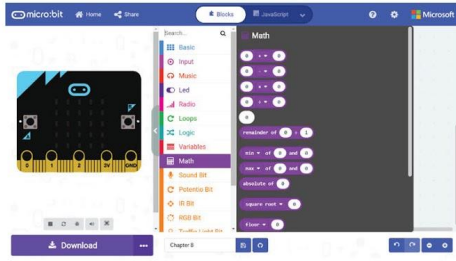 micro:bit
Home
Share
Blocks
JavaScript
Microsoft
Search...
Basic
Input
Music
Led
Radio
Loops
Logic
Variables
Math
Sound Bit
Potentio Bit
IR Bit
RGB Bit
Traffic Light Bit
Math
0 + 0
0 - 0
0 × 0
0 ÷ 0
0
remainder of 0 ÷ 1
min of 0 and 0
max of 0 and 0
absolute of 0
square root 0
floor 0
0 1 2 3V GND
Download
...